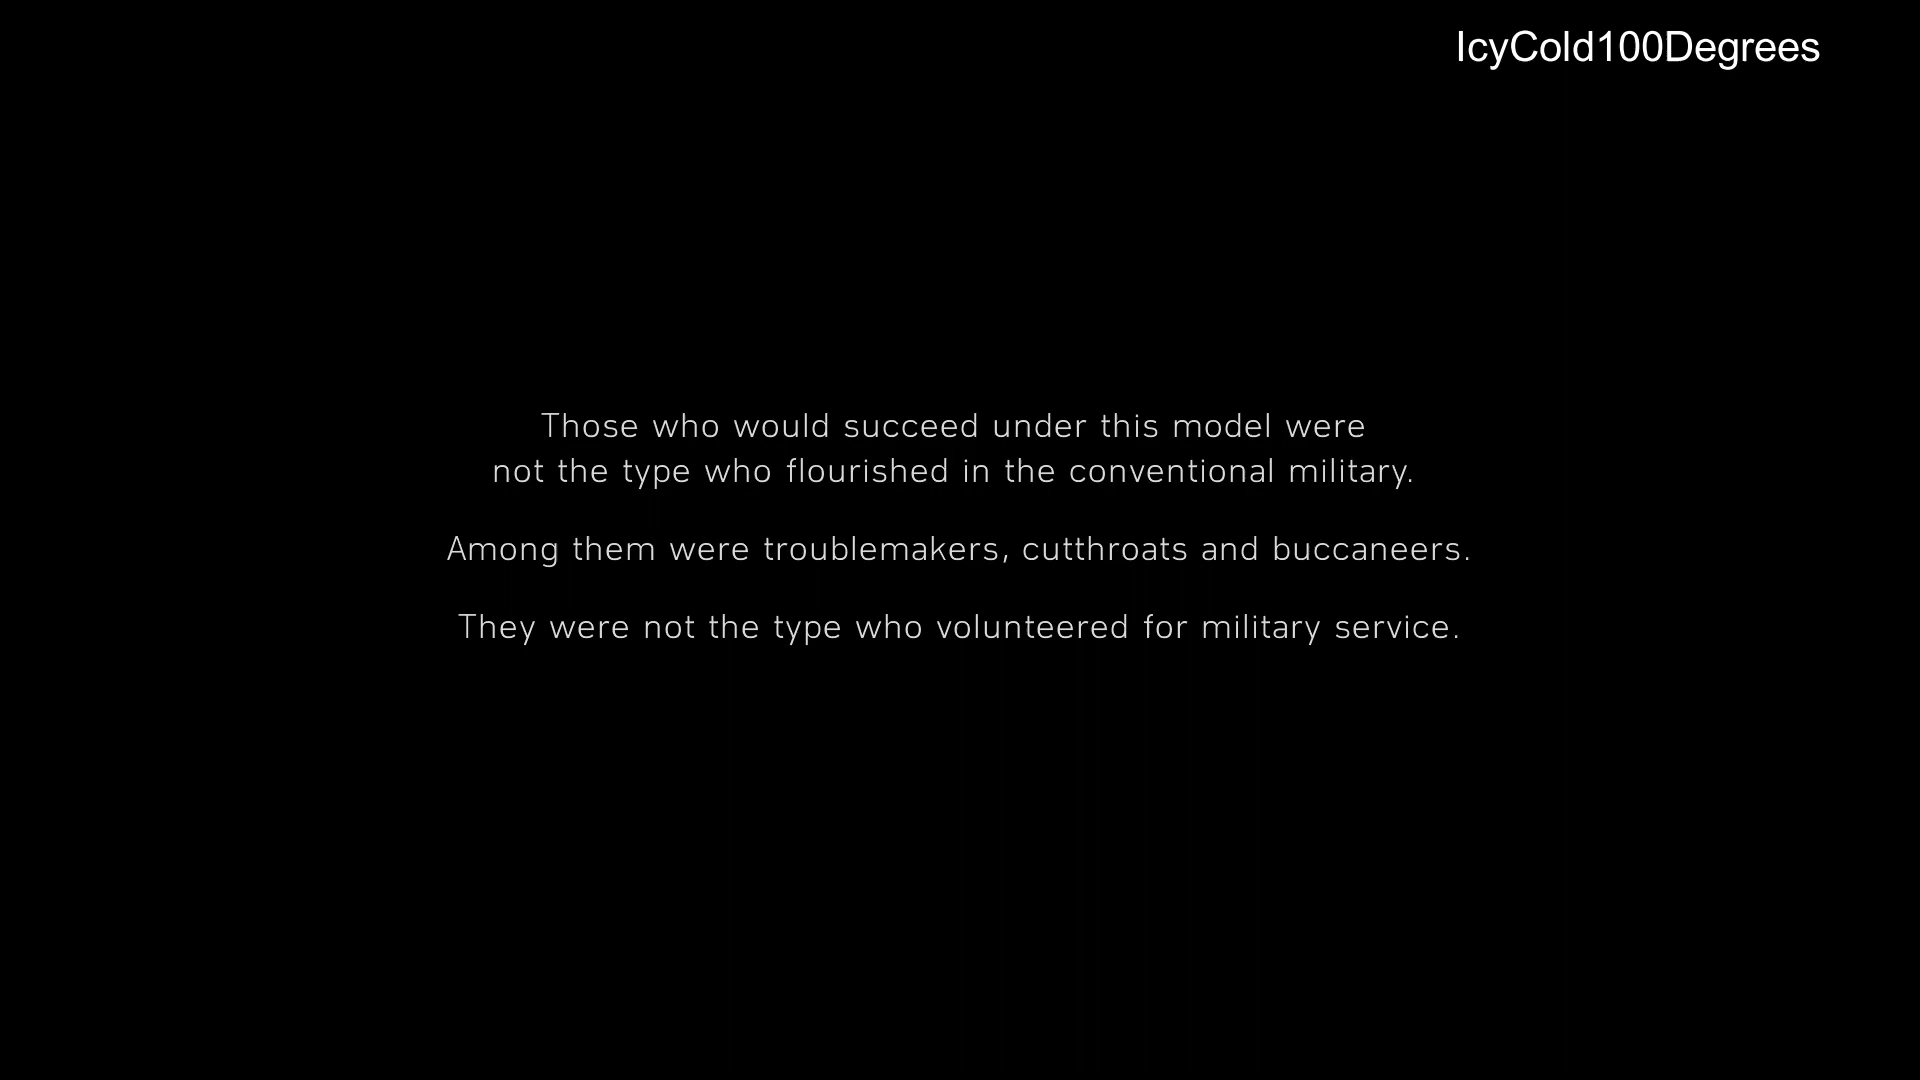 IcyCold100Degrees
Those who would succeed under this model were
not the type who flourished in the conventional military.
Among them were troublemakers, cutthroats and buccaneers.
They were not the type who volunteered for military service.